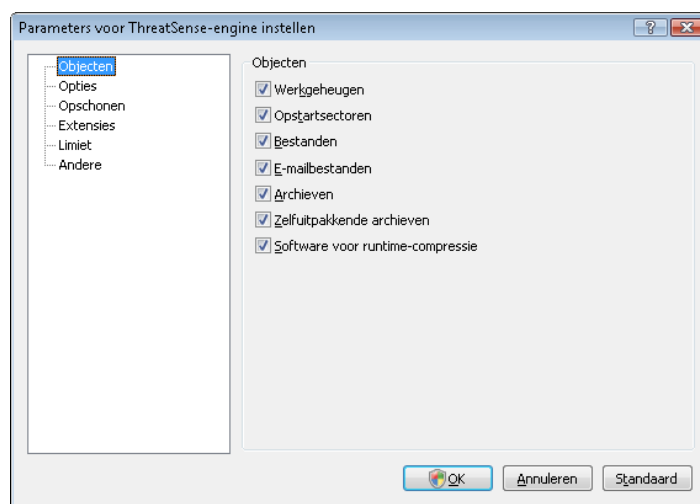 Parameters voor ThreatSense-engine instellen
Objecten
Opties
Opschonen
Extensies
Limiet
Andere
Objecten
Werkgeheugen
Opstartsectoren
Bestanden
E-mailbestanden
Archieven
Zelfuitpakkende archieven
Software voor runtime-compressie
OK Annuleren Standaard